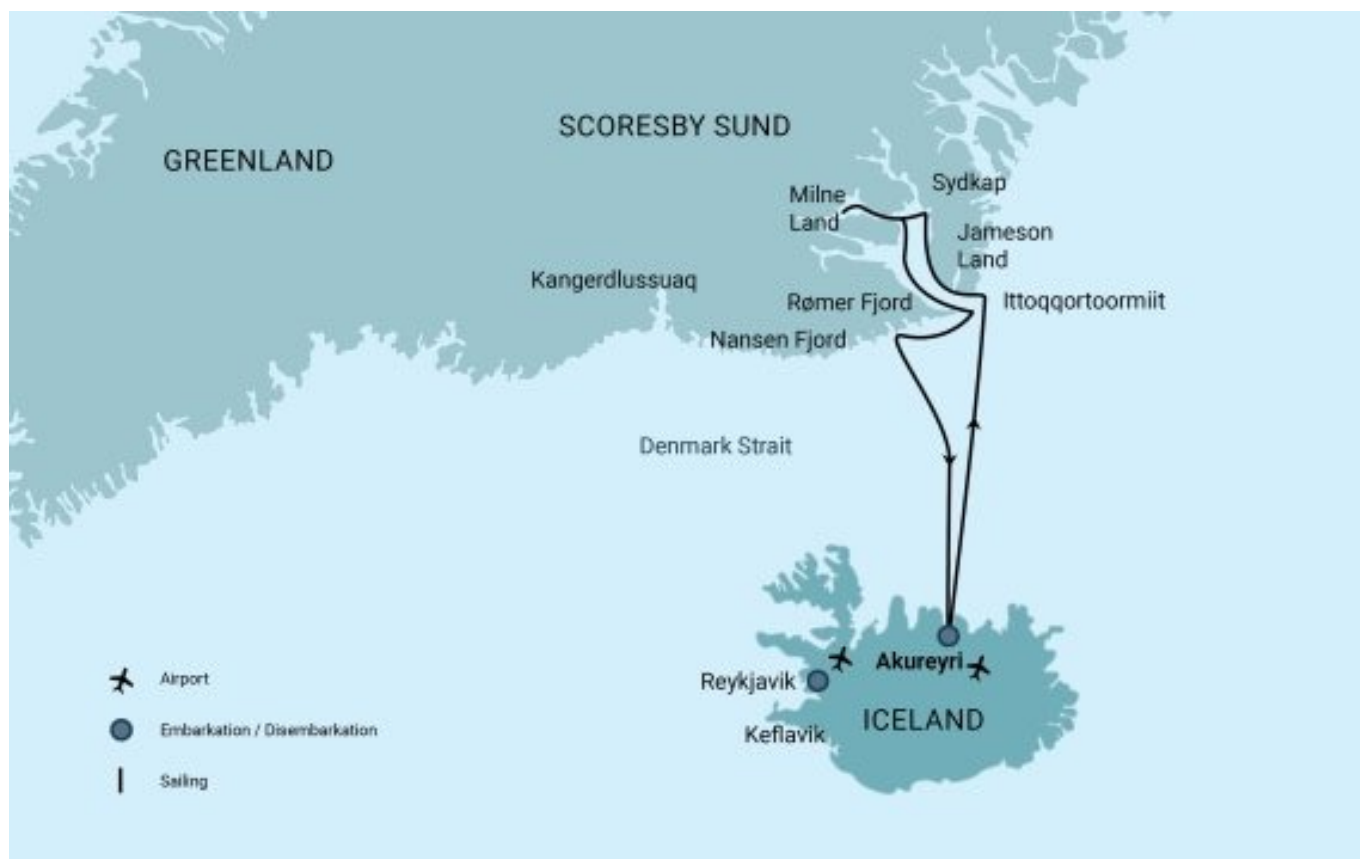 SCORESBY SUND
GREENLAND
Sydkap
Milne
Land
Jameson
Land
Kangerdlussuaq
Rømer Fjord
Ittoqqortoormiit
Nansen Fjord
Denmark Strait
Akureyri
Reykjavik
ICELAND
Keflavik
Airport
Embarkation / Disembarkation
Sailing